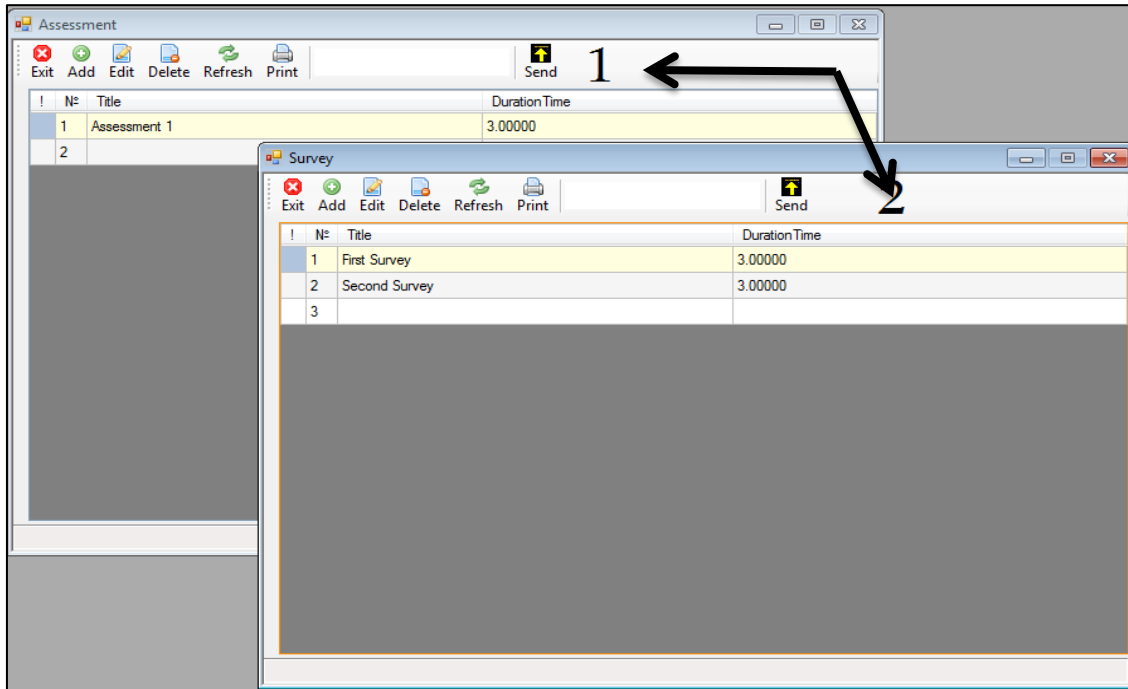 Assessment
Exit Add Edit Delete Refresh Print Send 1
! Nº Title DurationTime
1 Assessment 1 3.00000
2
Survey
Exit Add Edit Delete Refresh Print Send 2
! Nº Title DurationTime
1 First Survey 3.00000
2 Second Survey 3.00000
3